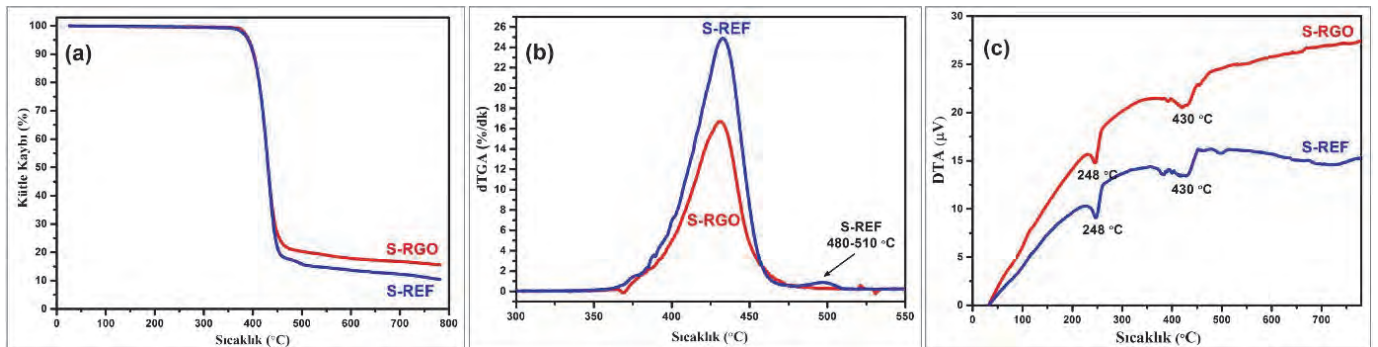 (a)
Kütle Kaybı (%)
100
90
80
70
60
50
40
30
20
10
0
S-RGO
S-REF
0 100 200 300 400 500 600 700 800
Sıcaklık (°C)
(b)
dTGA (%/dk)
26
24
22
20
18
16
14
12
10
8
6
4
2
0
S-REF
S-RGO
S-REF
480-510 °C
300 350 400 450 500 550
Sıcaklık (°C)
(c)
DTA (µV)
30
25
20
15
10
5
0
S-RGO
430 °C
248 °C
S-REF
430 °C
248 °C
0 100 200 300 400 500 600 700
Sıcaklık (°C)